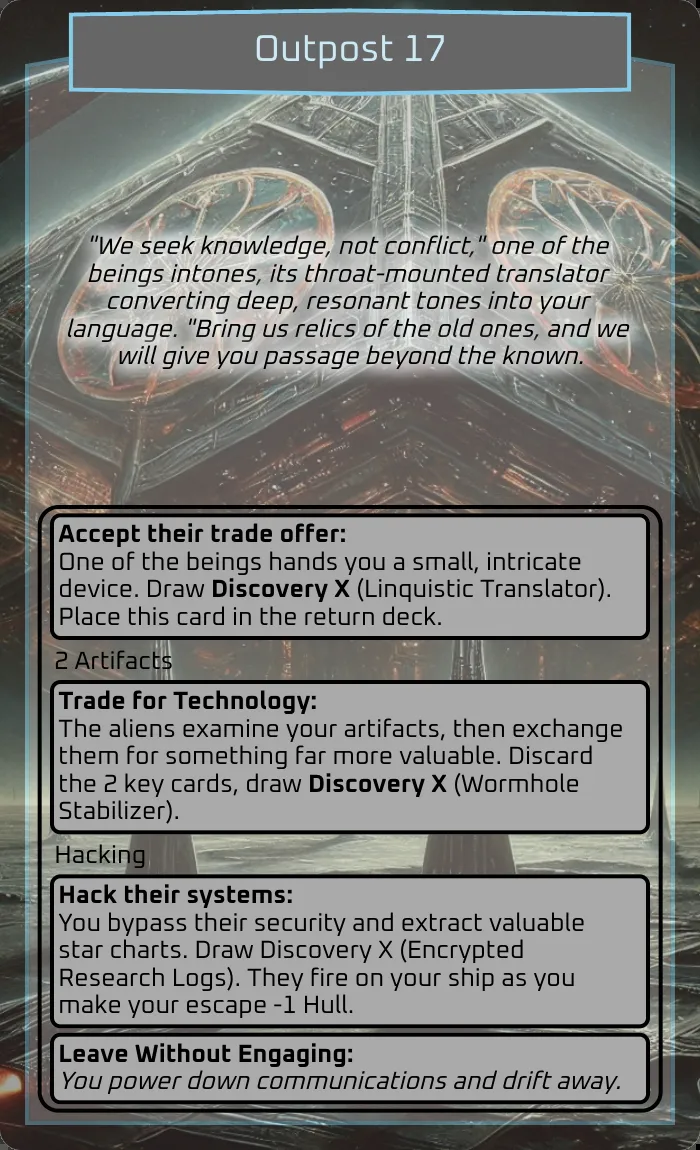 Outpost 17
"We seek knowledge, not conflict," one of the
beings intones, its throat-mounted translator
converting deep, resonant tones into your
language. "Bring us relics of the old ones, and we
will give you passage beyond the known.
Accept their trade offer:
One of the beings hands you a small, intricate
device. Draw Discovery X (Linquistic Translator).
Place this card in the return deck.
2 Artifacts
Trade for Technology:
The aliens examine your artifacts, then exchange
them for something far more valuable. Discard
the 2 key cards, draw Discovery X (Wormhole
Stabilizer).
Hacking
Hack their systems:
You bypass their security and extract valuable
star charts. Draw Discovery X (Encrypted
Research Logs). They fire on your ship as you
make your escape -1 Hull.
Leave Without Engaging:
You power down communications and drift away.